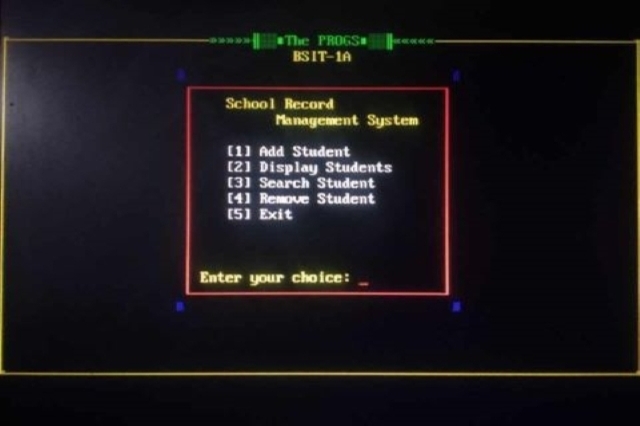 »»»»»║▒▒▒■The PROGS■▒▒▒║«««««
BSIT-1A
School Record
Management System
[1] Add Student
[2] Display Students
[3] Search Student
[4] Remove Student
[5] Exit
Enter your choice: _